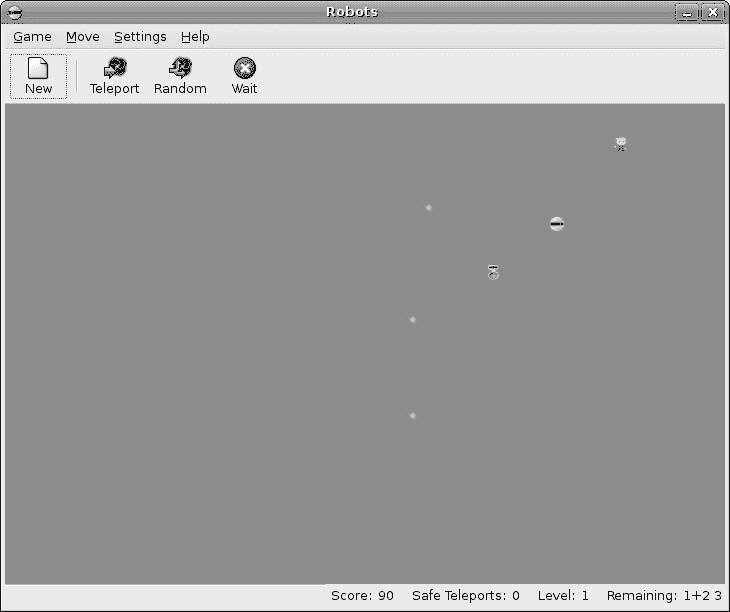 Robots
Game Move Settings Help
New Teleport Random Wait
Score: 90 Safe Teleports: 0 Level: 1 Remaining: 1+2 3